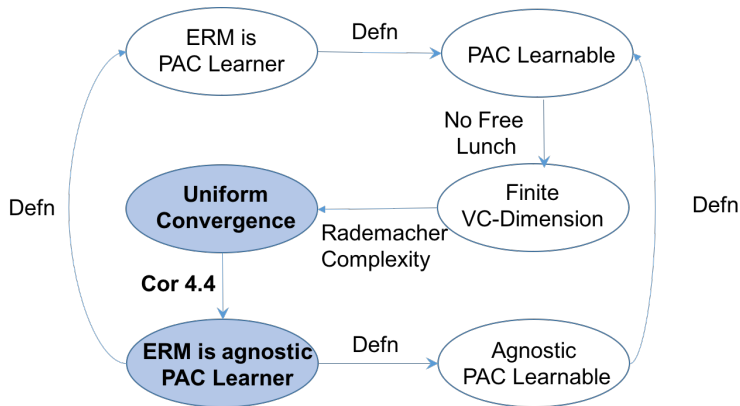 ERM is
PAC Learner
Defn
PAC Learnable
No Free
Lunch
Uniform
Convergence
Finite
VC-Dimension
Defn
Defn
Rademacher
Complexity
Cor 4.4
ERM is agnostic
PAC Learner
Defn
Agnostic
PAC Learnable